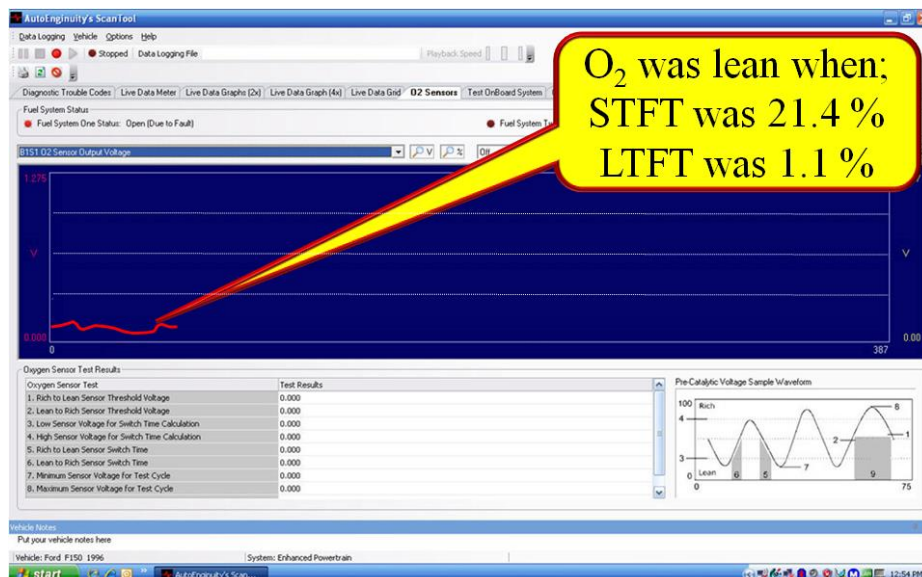 AutoEnginuity's ScanTool
Data Logging Vehicle Options Help
Stopped Data Logging File Playback Speed
O₂ was lean when;
STFT was 21.4 %
LTFT was 1.1 %
Diagnostic Trouble Codes Live Data Meter Live Data Graphs (2x) Live Data Graph (4x) Live Data Grid O2 Sensors Test OnBoard System
Fuel System Status
Fuel System One Status: Open (Due to Fault) Fuel System
B1S1 O2 Sensor Output Voltage V % Off
1.275
V V
0.000 0.00
0 387
Oxygen Sensor Test Results
Oxygen Sensor Test Test Results
1. Rich to Lean Sensor Threshold Voltage 0.000
2. Lean to Rich Sensor Threshold Voltage 0.000
3. Low Sensor Voltage for Switch Time Calculation 0.000
4. High Sensor Voltage for Switch Time Calculation 0.000
5. Rich to Lean Sensor Switch Time 0.000
6. Lean to Rich Sensor Switch Time 0.000
7. Minimum Sensor Voltage for Test Cycle 0.000
8. Maximum Sensor Voltage for Test Cycle 0.000
Pre-Catalytic Voltage Sample Waveform
100 Rich 8
4
2 1
3 7
0 Lean 6 5 9
0 75
Vehicle Notes
Put your vehicle notes here
Vehicle: Ford F150 1996 System: Enhanced Powertrain
start AutoEnginuity's Scan... 12:54 PM